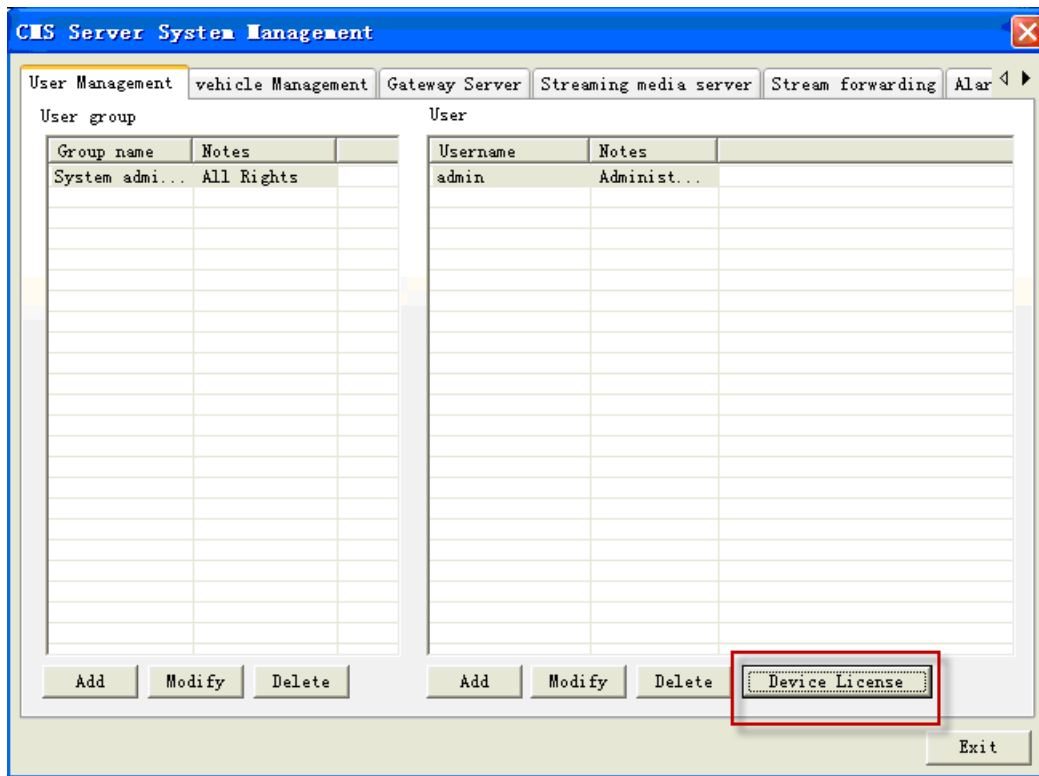 CMS Server System Management
User Management vehicle Management Gateway Server Streaming media server Stream forwarding Alar
User group User
Group name Notes Username Notes
System admi... All Rights admin Administ...
Add Modify Delete Add Modify Delete Device License
Exit